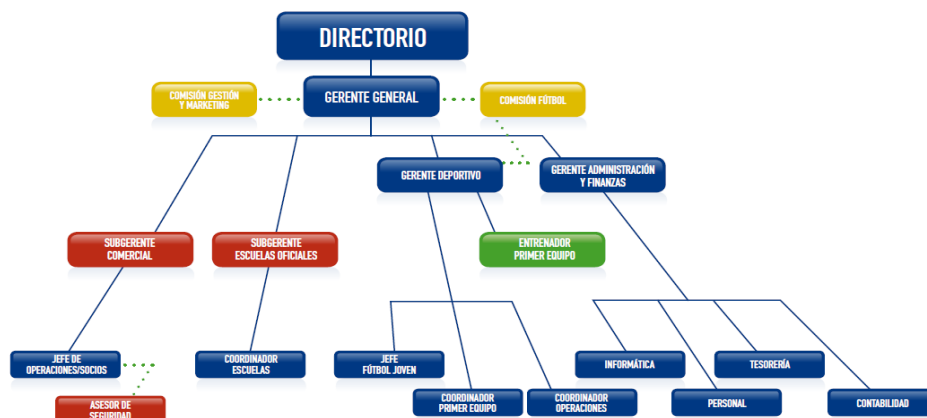 DIRECTORIO
COMISIÓN GESTIÓN
Y MARKETING
GERENTE GENERAL
COMISIÓN FÚTBOL
GERENTE DEPORTIVO
GERENTE ADMINISTRACIÓN
Y FINANZAS
SUBGERENTE
COMERCIAL
SUBGERENTE
ESCUELAS OFICIALES
ENTRENADOR
PRIMER EQUIPO
JEFE DE
OPERACIONES/SOCIOS
COORDINADOR
ESCUELAS
JEFE
FÚTBOL JOVEN
INFORMÁTICA
TESORERÍA
ASESOR DE
SEGURIDAD
COORDINADOR
PRIMER EQUIPO
COORDINADOR
OPERACIONES
PERSONAL
CONTABILIDAD